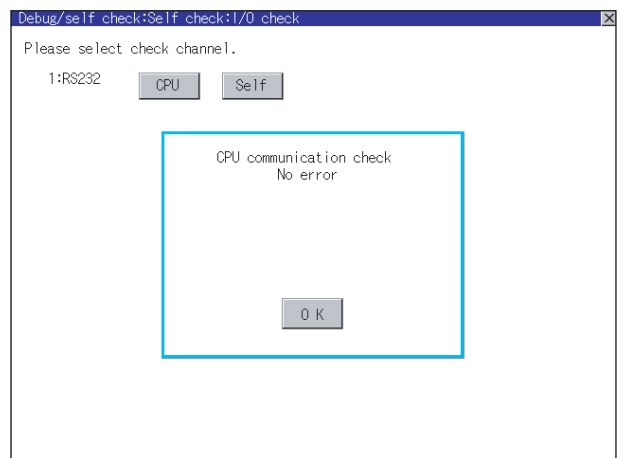 Debug/self check:Self check:I/O check
Please select check channel.
1:RS232 CPU Self
CPU communication check
No error
O K